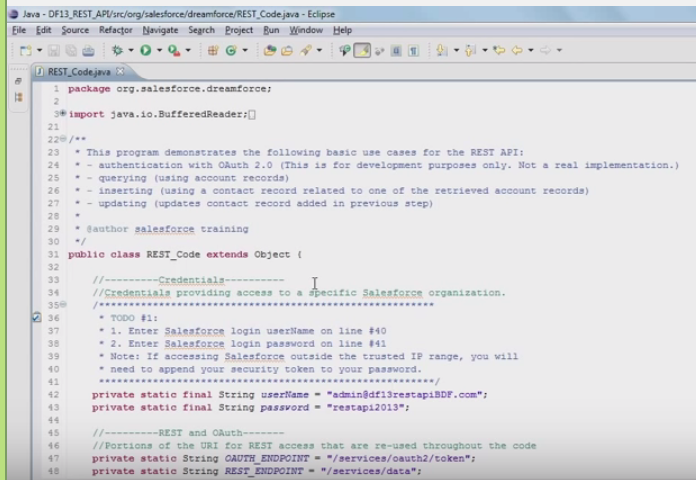 Java - DF13_REST_API/src/org/salesforce/dreamforce/REST_Code.java - Eclipse
File Edit Source Refactor Navigate Search Project Run Window Help
REST_Code.java
1 package org.salesforce.dreamforce;
2
3 import java.io.BufferedReader;
21
22 /**
23 * This program demonstrates the following basic use cases for the REST API:
24 * - authentication with OAuth 2.0 (This is for development purposes only. Not a real implementation.)
25 * - querying (using account records)
26 * - inserting (using a contact record related to one of the retrieved account records)
27 * - updating (updates contact record added in previous step)
28 *
29 * @author salesforce training
30 */
31 public class REST_Code extends Object {
32
33 //---------Credentials----------
34 //Credentials providing access to a specific Salesforce organization.
35 /********************************************************
36 * TODO #1:
37 * 1. Enter Salesforce login userName on line #40
38 * 2. Enter Salesforce login password on line #41
39 * Note: If accessing Salesforce outside the trusted IP range, you will
40 * need to append your security token to your password.
41 ********************************************************/
42 private static final String userName = "admin@df13restapiBDF.com";
43 private static final String password = "restapi2013";
44
45 //---------REST and OAuth-------
46 //Portions of the URI for REST access that are re-used throughout the code
47 private static String OAUTH_ENDPOINT = "/services/oauth2/token";
48 private static String REST_ENDPOINT = "/services/data";